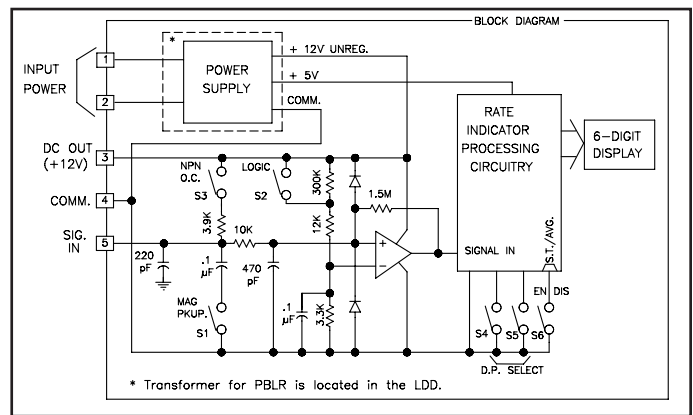 BLOCK DIAGRAM
*
+ 12V UNREG.
1
INPUT
POWER
POWER
SUPPLY
+ 5V
2
COMM.
RATE
INDICATOR
PROCESSING
CIRCUITRY
6-DIGIT
DISPLAY
DC OUT
(+12V)
3
NPN
O.C.
S3
LOGIC
S2
300K
1.5M
COMM.
4
3.9K
12K
SIG.
IN
5
10K
+
−
SIGNAL IN
S.T./AVG.
220
pF
.1
µF
470
pF
MAG
PKUP.
S1
.1
µF
3.3K
EN DIS
S4
S5
S6
D.P. SELECT
* Transformer for PBLR is located in the LDD.